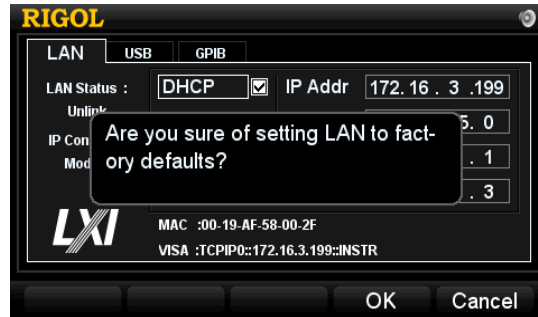 RIGOL
LAN USB GPIB
LAN Status : DHCP IP Addr 172. 16 . 3 .199
Unlink 5. 0
Are you sure of setting LAN to fact-
IP Con . 1
ory defaults?
Mod . 3
LXI
MAC :00-19-AF-58-00-2F
VISA :TCPIP0::172.16.3.199::INSTR
OK Cancel